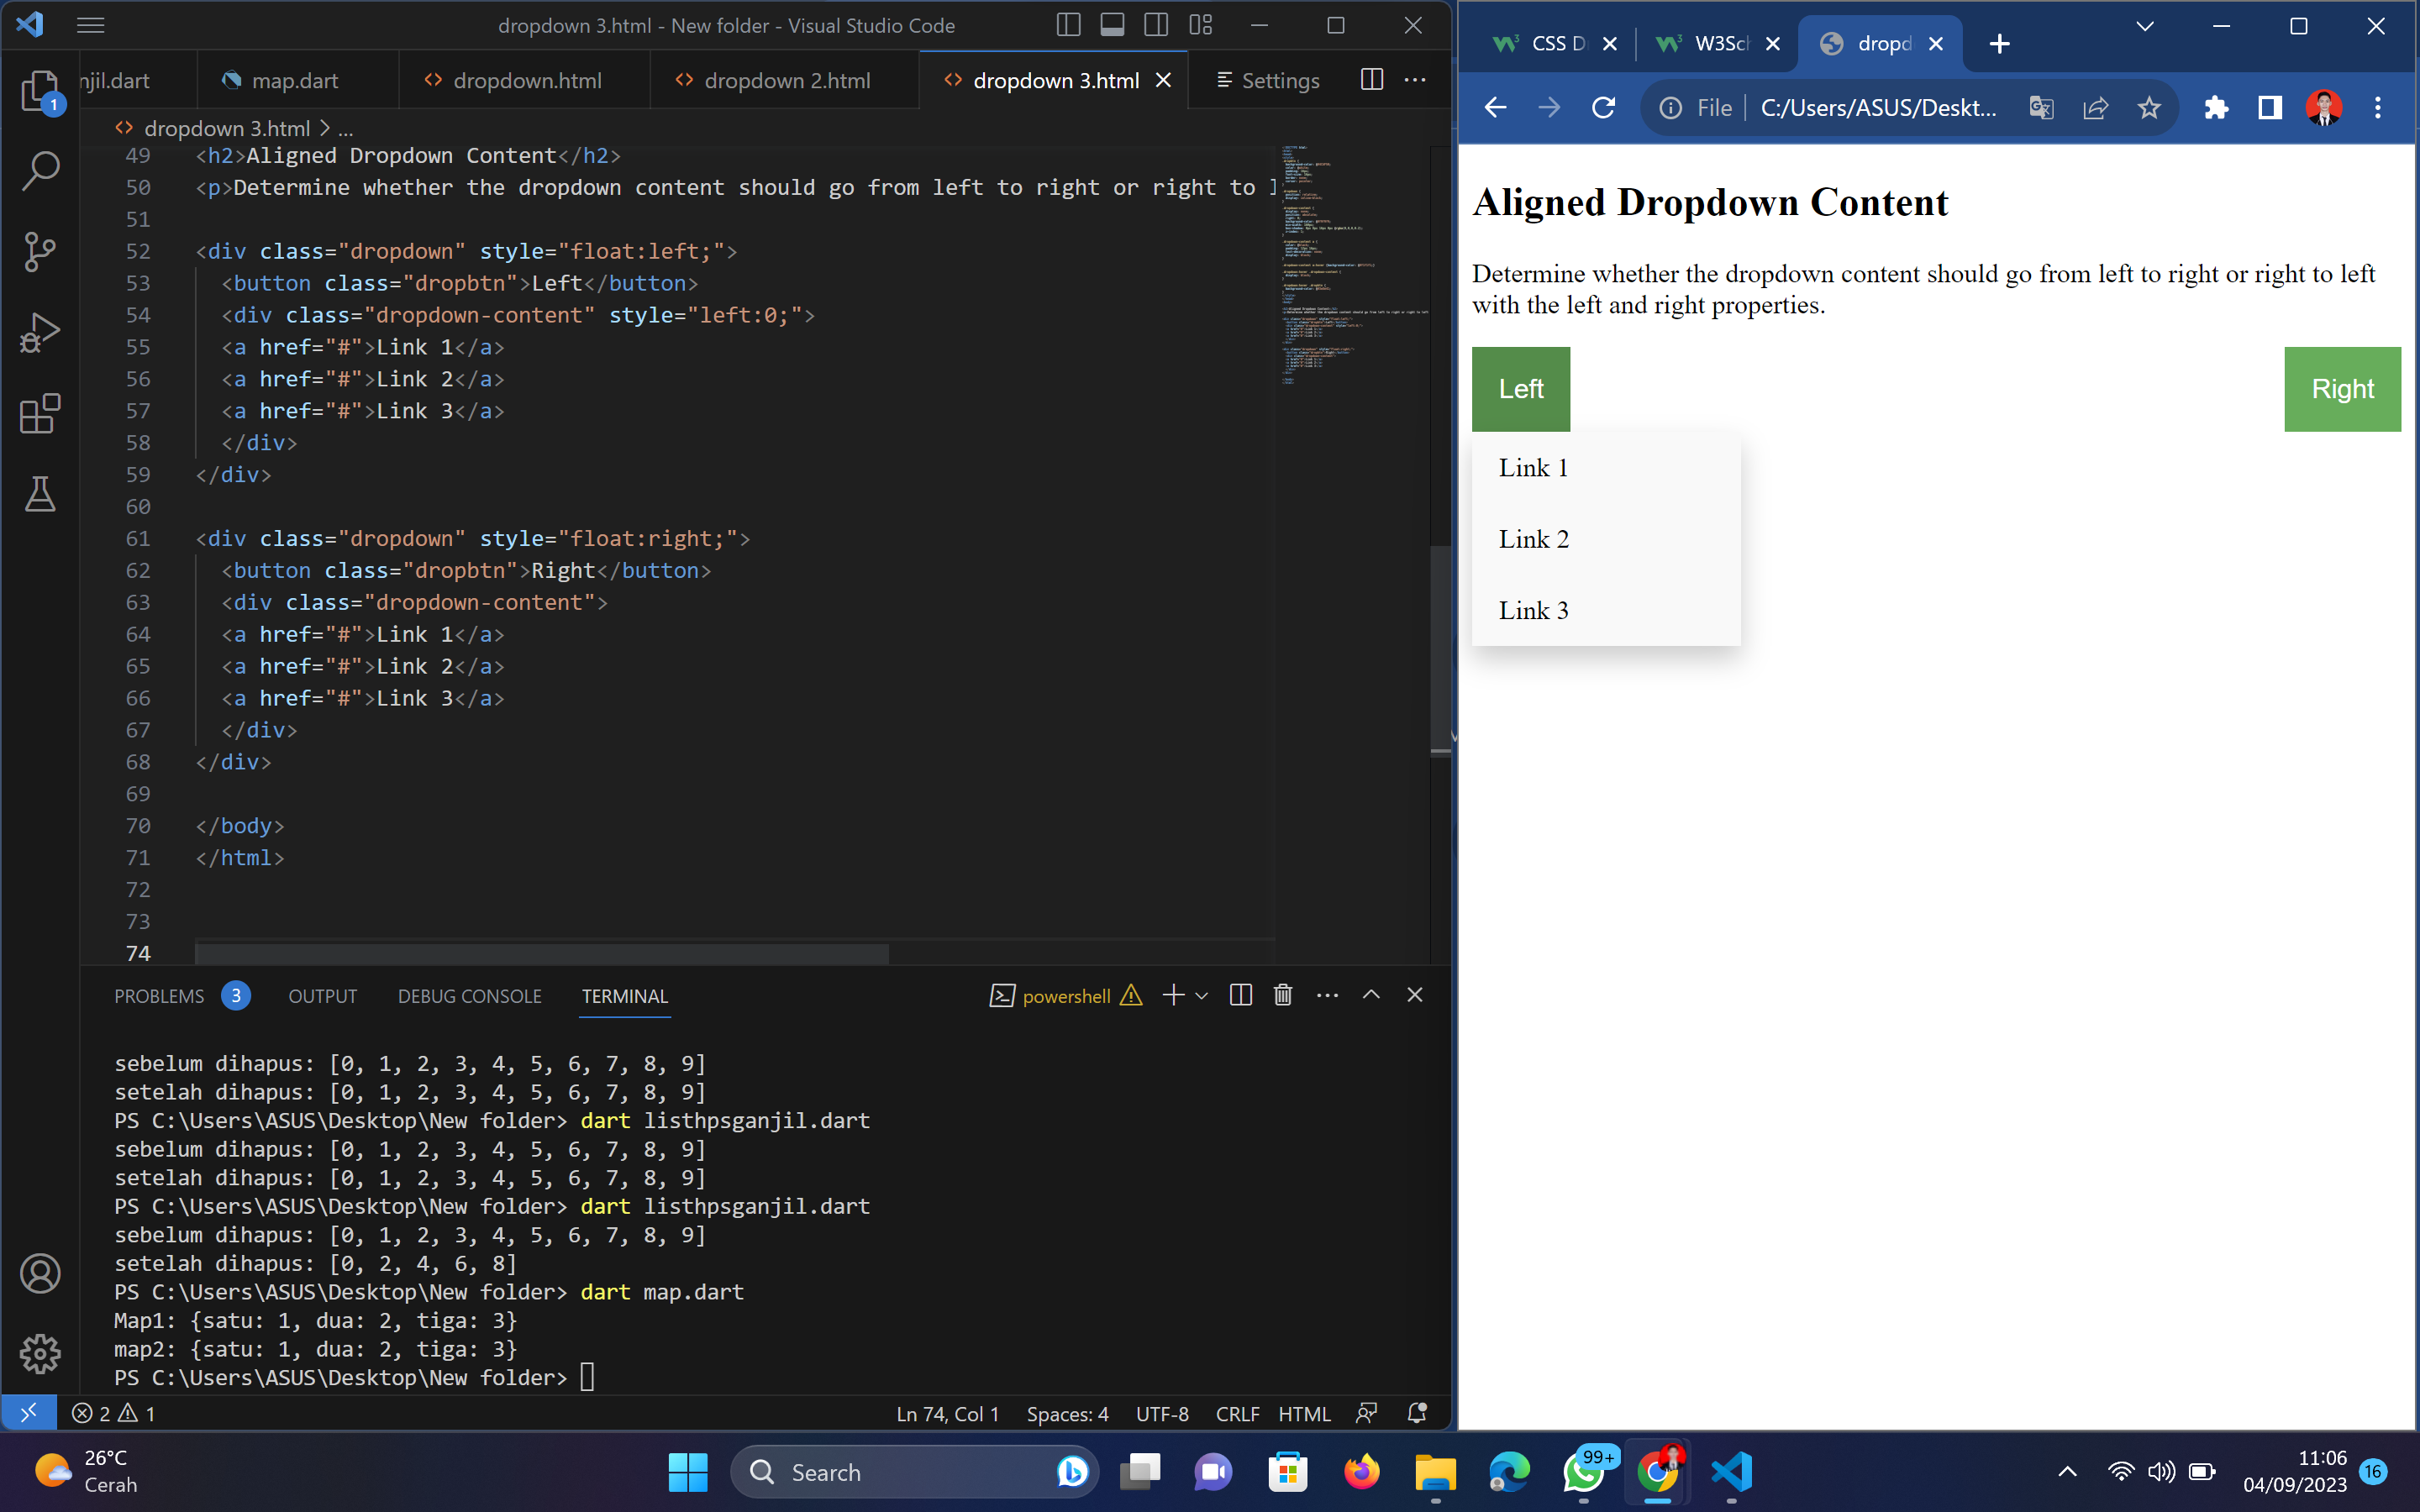 dropdown 3.html - New folder - Visual Studio Code
njil.dart
map.dart
dropdown.html
dropdown 2.html
dropdown 3.html
Settings
1
dropdown 3.html > ...
49 <h2>Aligned Dropdown Content</h2>
50 <p>Determine whether the dropdown content should go from left to right or right to l
51
52 <div class="dropdown" style="float:left;">
53 <button class="dropbtn">Left</button>
54 <div class="dropdown-content" style="left:0;">
55 <a href="#">Link 1</a>
56 <a href="#">Link 2</a>
57 <a href="#">Link 3</a>
58 </div>
59 </div>
60
61 <div class="dropdown" style="float:right;">
62 <button class="dropbtn">Right</button>
63 <div class="dropdown-content">
64 <a href="#">Link 1</a>
65 <a href="#">Link 2</a>
66 <a href="#">Link 3</a>
67 </div>
68 </div>
69
70 </body>
71 </html>
72
73
74
PROBLEMS 3 OUTPUT DEBUG CONSOLE TERMINAL
powershell
sebelum dihapus: [0, 1, 2, 3, 4, 5, 6, 7, 8, 9]
setelah dihapus: [0, 1, 2, 3, 4, 5, 6, 7, 8, 9]
PS C:\Users\ASUS\Desktop\New folder> dart listhpsganjil.dart
sebelum dihapus: [0, 1, 2, 3, 4, 5, 6, 7, 8, 9]
setelah dihapus: [0, 1, 2, 3, 4, 5, 6, 7, 8, 9]
PS C:\Users\ASUS\Desktop\New folder> dart listhpsganjil.dart
sebelum dihapus: [0, 1, 2, 3, 4, 5, 6, 7, 8, 9]
setelah dihapus: [0, 2, 4, 6, 8]
PS C:\Users\ASUS\Desktop\New folder> dart map.dart
Map1: {satu: 1, dua: 2, tiga: 3}
map2: {satu: 1, dua: 2, tiga: 3}
PS C:\Users\ASUS\Desktop\New folder>
2 1
Ln 74, Col 1 Spaces: 4 UTF-8 CRLF HTML
CSS D
W3Sch
dropd
File C:/Users/ASUS/Deskt...
Aligned Dropdown Content
Determine whether the dropdown content should go from left to right or right to left
with the left and right properties.
Left
Right
Link 1
Link 2
Link 3
26°C
Cerah
Search
99+
11:06
04/09/2023
16